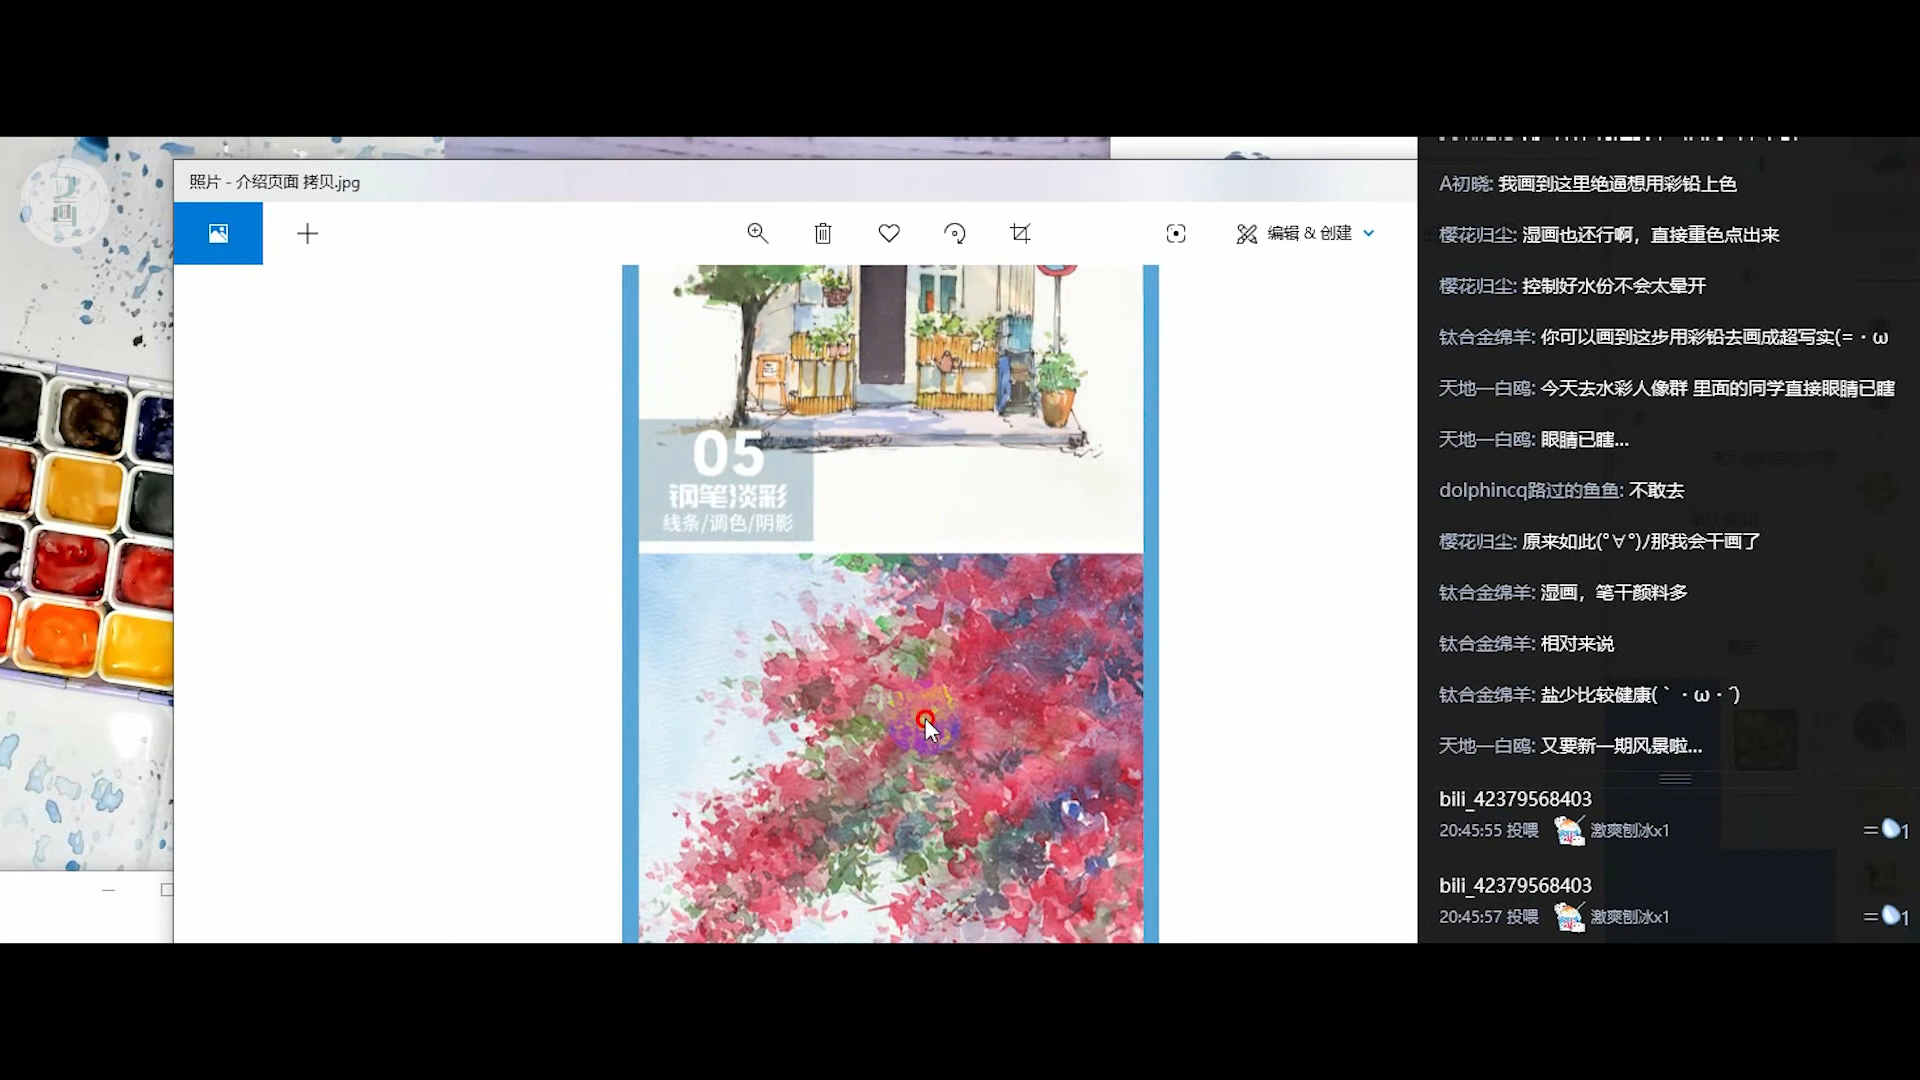 照片 - 介绍页面 拷贝.jpg
编辑 & 创建
05
钢笔淡彩
线条/调色/阴影
A初晓: 我画到这里绝逼想用彩铅上色
樱花归尘: 湿画也还行啊，直接重色点出来
樱花归尘: 控制好水份不会太晕开
钛合金绵羊: 你可以画到这步用彩铅去画成超写实(=・ω
天地一白鸥: 今天去水彩人像群 里面的同学直接眼睛已瞎
天地一白鸥: 眼睛已瞎...
dolphincq路过的鱼鱼: 不敢去
樱花归尘: 原来如此(°∀°)/那我会干画了
钛合金绵羊: 湿画，笔干颜料多
钛合金绵羊: 相对来说
钛合金绵羊: 盐少比较健康(｀・ω・´)
天地一白鸥: 又要新一期风景啦...
bili_42379568403
20:45:55 投喂 激爽刨冰x1 =1
bili_42379568403
20:45:57 投喂 激爽刨冰x1 =1